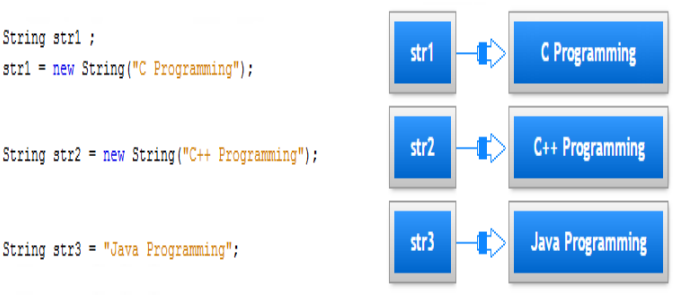 String str1 ;
str1 = new String("C Programming");
String str2 = new String("C++ Programming");
String str3 = "Java Programming";
str1
C Programming
str2
C++ Programming
str3
Java Programming